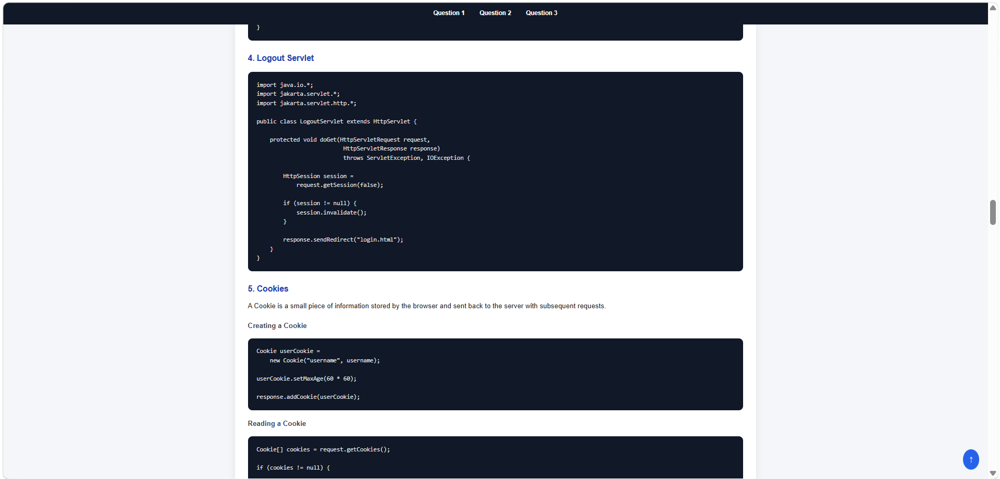 Question 1 Question 2 Question 3
}
4. Logout Servlet
import java.io.*;
import jakarta.servlet.*;
import jakarta.servlet.http.*;
public class LogoutServlet extends HttpServlet {
    protected void doGet(HttpServletRequest request,
                          HttpServletResponse response)
                          throws ServletException, IOException {
        HttpSession session =
            request.getSession(false);
        if (session != null) {
            session.invalidate();
        }
        response.sendRedirect("login.html");
    }
}
5. Cookies
A Cookie is a small piece of information stored by the browser and sent back to the server with subsequent requests.
Creating a Cookie
Cookie userCookie =
    new Cookie("username", username);
userCookie.setMaxAge(60 * 60);
response.addCookie(userCookie);
Reading a Cookie
Cookie[] cookies = request.getCookies();
if (cookies != null) {
↑